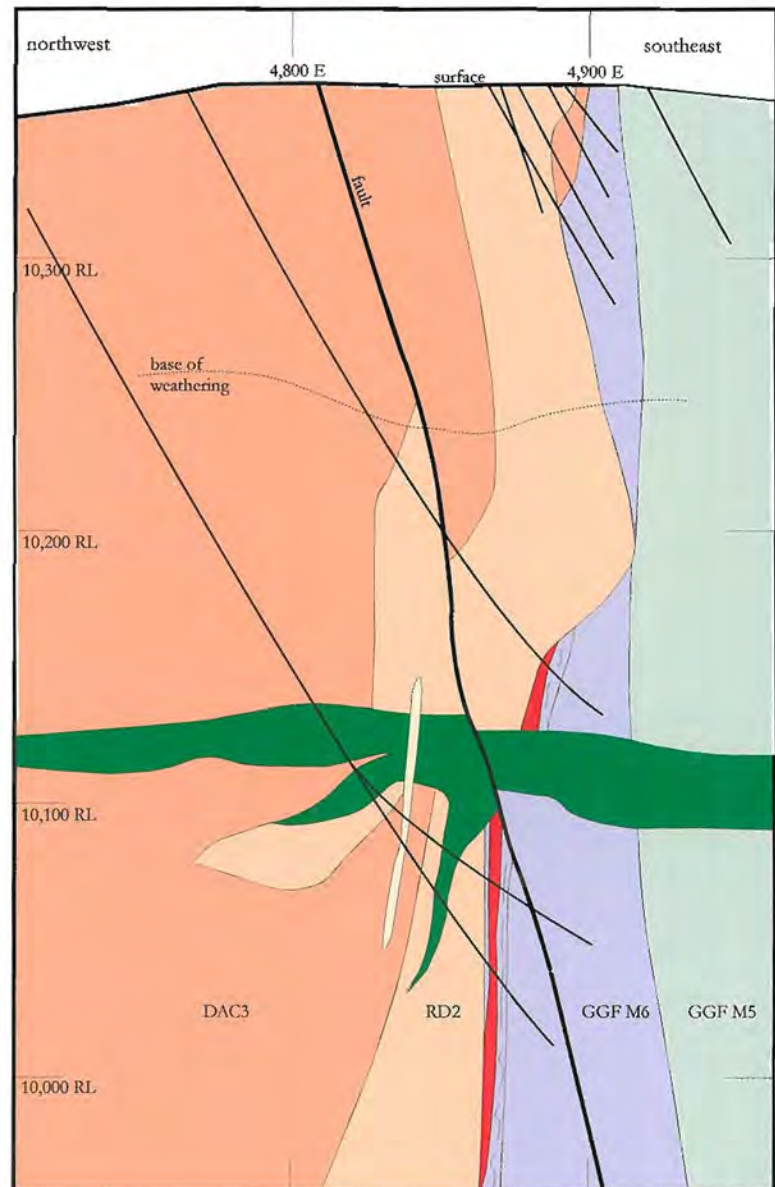 northwest
southeast
4,800 E
surface
4,900 E
fault
10,300 RL
base of
weathering
10,200 RL
10,100 RL
DAC3
RD2
GGF M6
GGF M5
10,000 RL